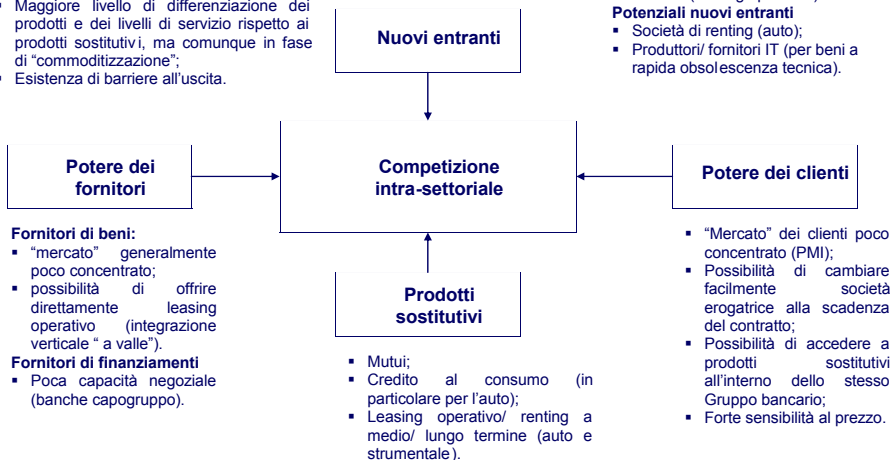 ▪ Maggiore livello di differenziazione dei
prodotti e dei livelli di servizio rispetto ai
prodotti sostitutivi, ma comunque in fase
di “commoditizzazione”;
▪ Esistenza di barriere all’uscita.
Nuovi entranti
Potenziali nuovi entranti
▪ Società di renting (auto);
▪ Produttori/ fornitori IT (per beni a
rapida obsolescenza tecnica).
Potere dei
fornitori
Competizione
intra-settoriale
Potere dei clienti
Fornitori di beni:
▪ “mercato” generalmente
poco concentrato;
▪ possibilità di offrire
direttamente leasing
operativo (integrazione
verticale “ a valle”).
Fornitori di finanziamenti
▪ Poca capacità negoziale
(banche capogruppo).
Prodotti
sostitutivi
▪ Mutui;
▪ Credito al consumo (in
particolare per l’auto);
▪ Leasing operativo/ renting a
medio/ lungo termine (auto e
strumentale).
▪ “Mercato” dei clienti poco
concentrato (PMI);
▪ Possibilità di cambiare
facilmente società
erogatrice alla scadenza
del contratto;
▪ Possibilità di accedere a
prodotti sostitutivi
all’interno dello stesso
Gruppo bancario;
▪ Forte sensibilità al prezzo.